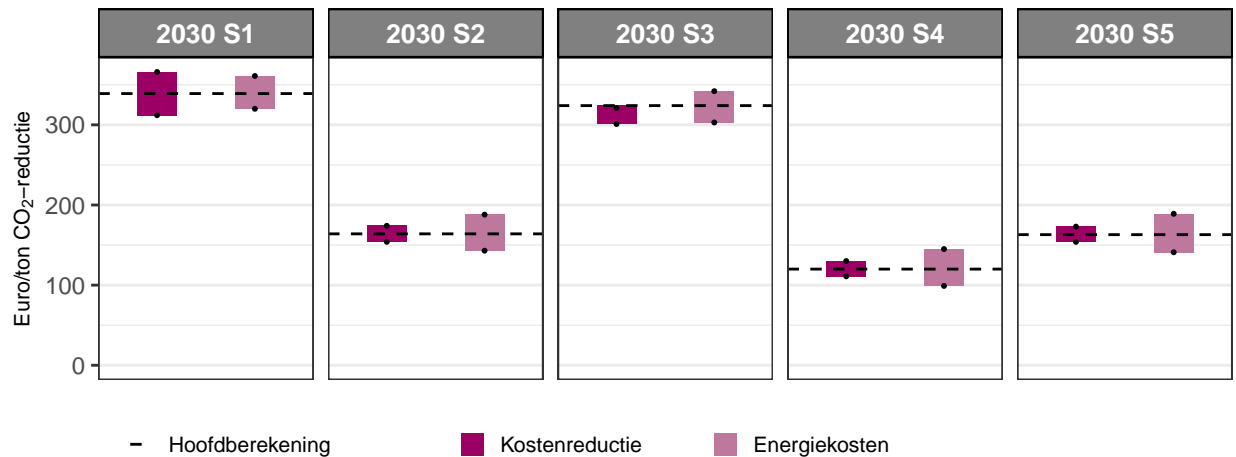 2030 S1 2030 S2 2030 S3 2030 S4 2030 S5
Euro/ton CO₂−reductie
300
200
100
0
Hoofdberekening Kostenreductie Energiekosten